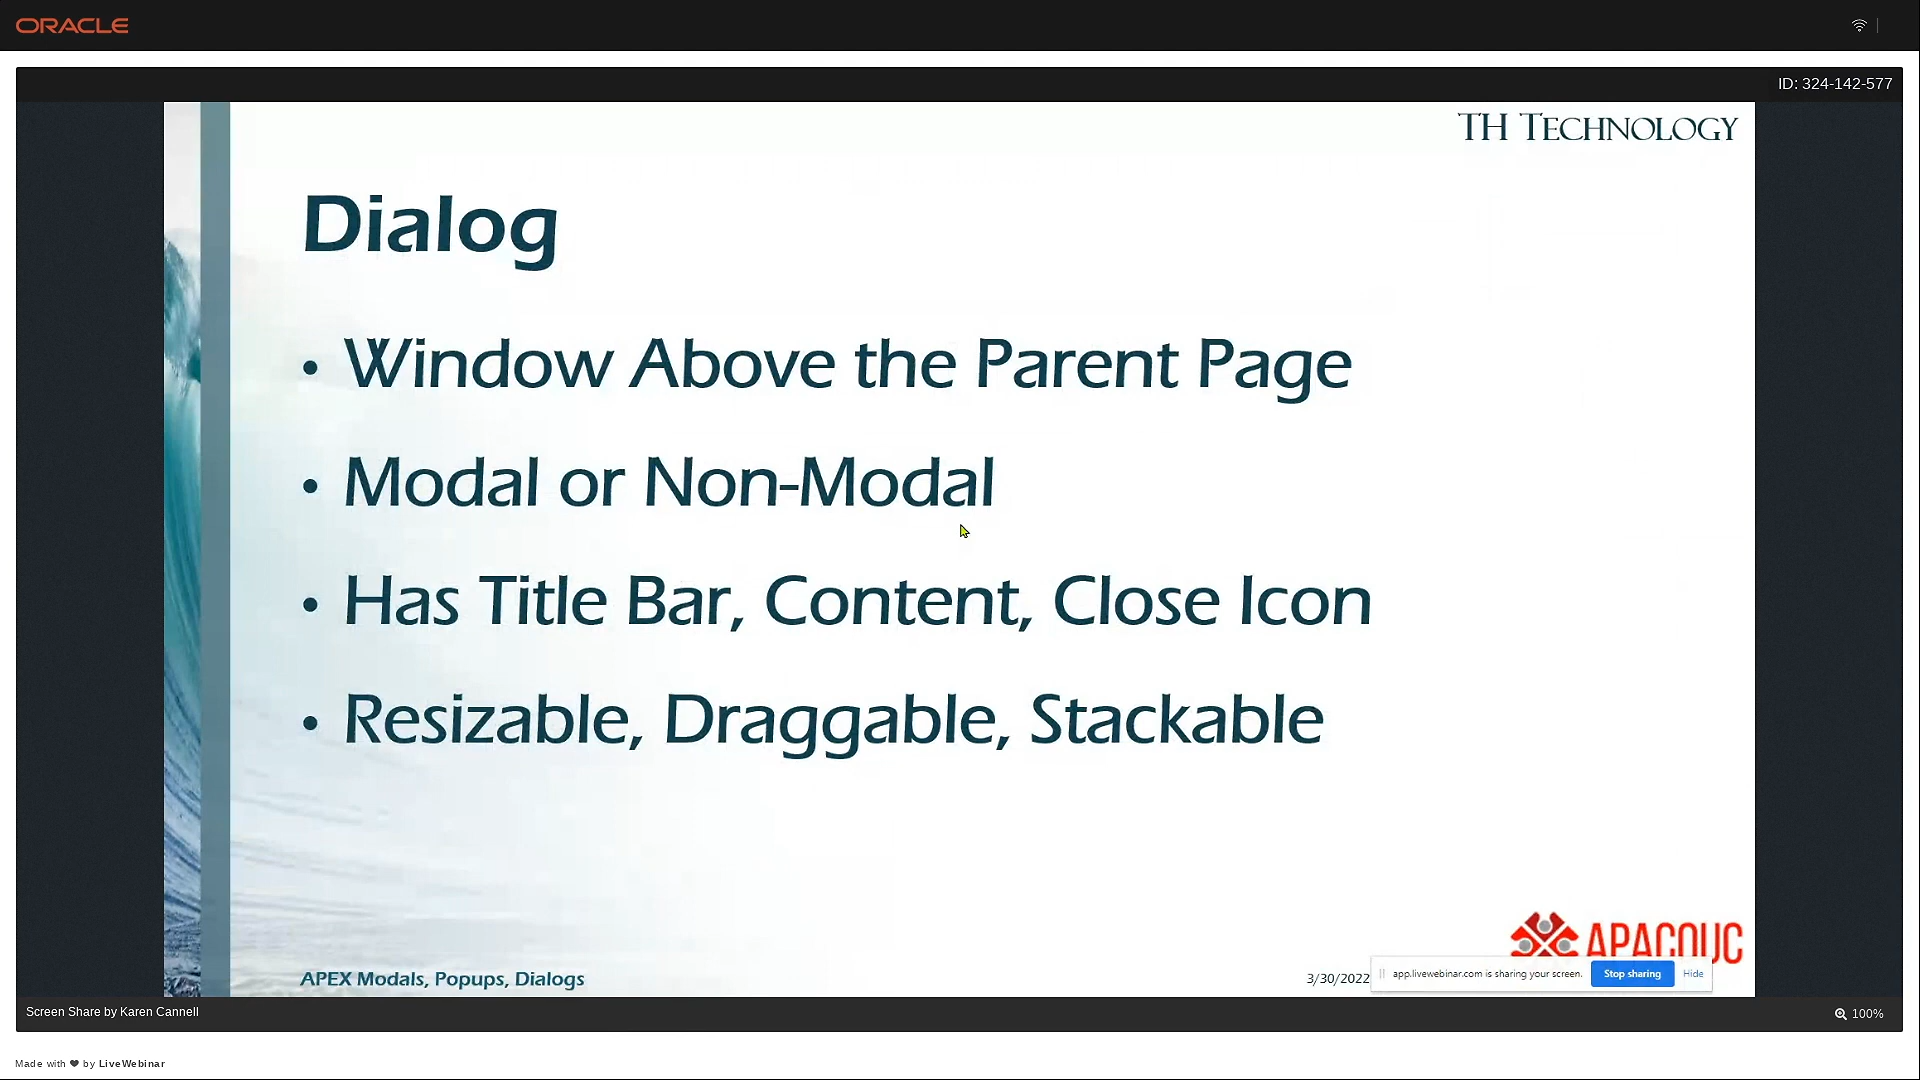 ORACLE
ID: 324-142-577
TH TECHNOLOGY
Dialog
• Window Above the Parent Page
• Modal or Non-Modal
• Has Title Bar, Content, Close Icon
• Resizable, Draggable, Stackable
APACOUC
APEX Modals, Popups, Dialogs
3/30/2022
app.livewebinar.com is sharing your screen.
Stop sharing
Hide
Screen Share by Karen Cannell
100%
Made with ❤ by LiveWebinar